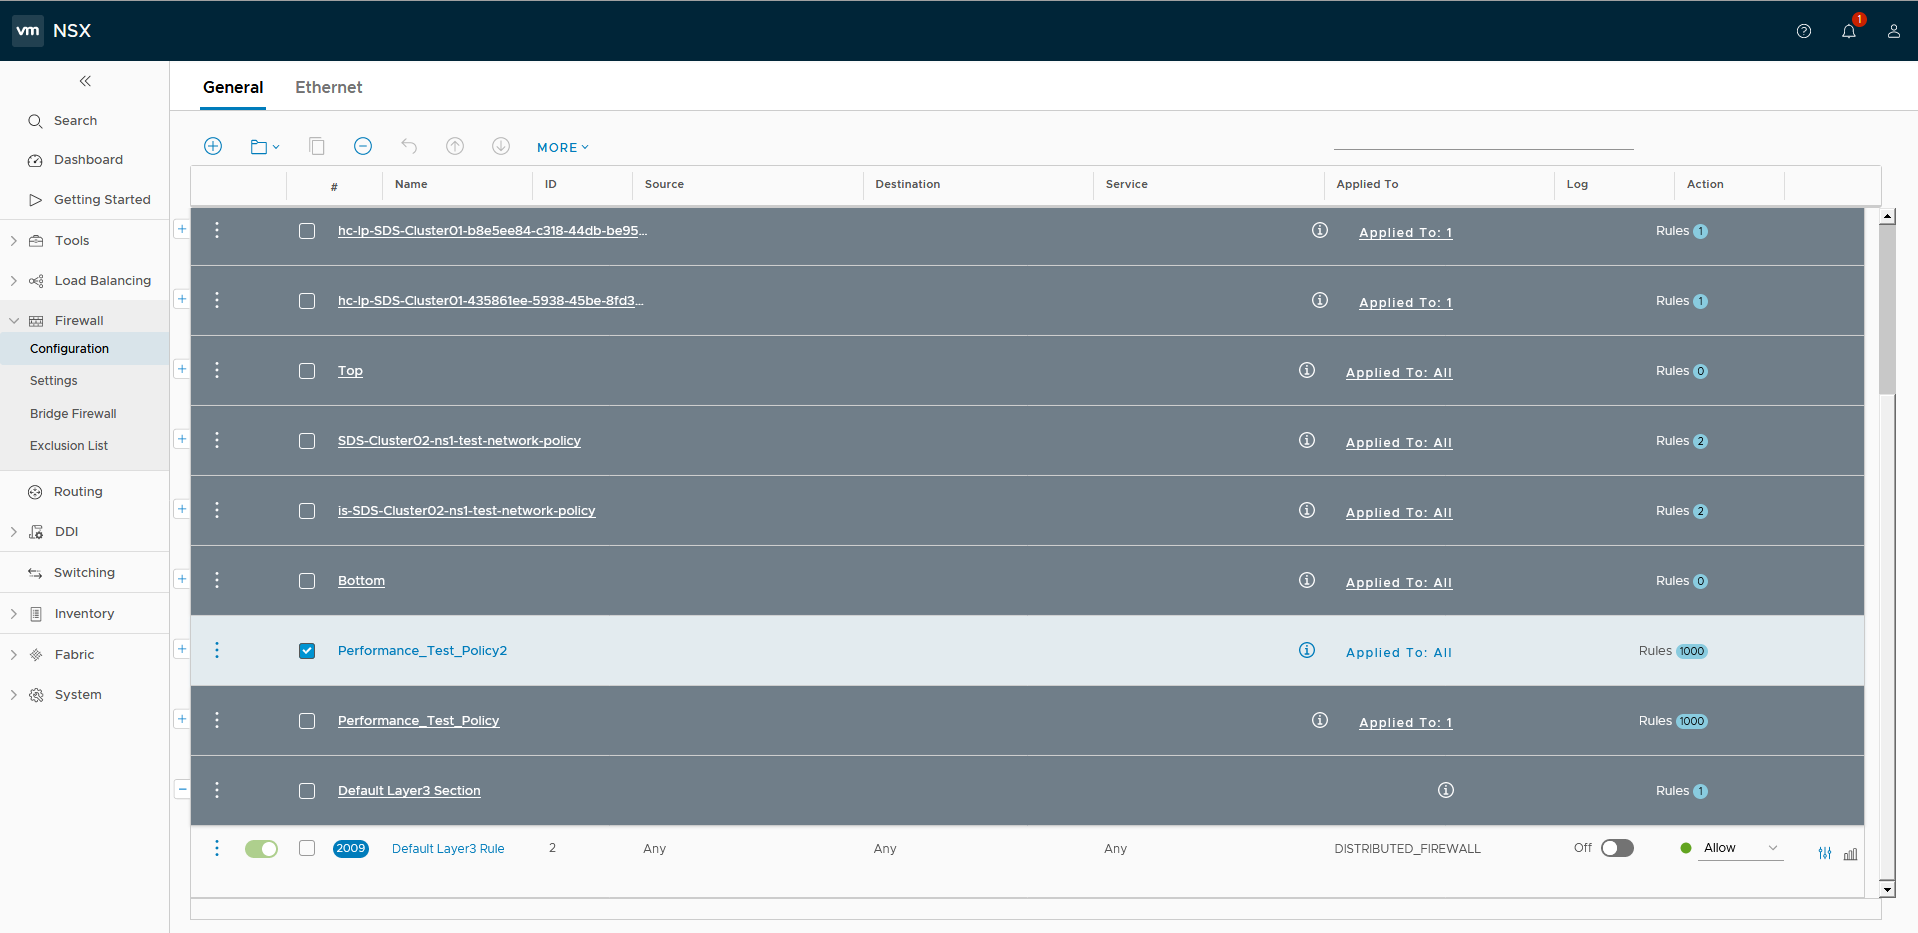 vm NSX
1
General Ethernet
Search
Dashboard
Getting Started
Tools
Load Balancing
Firewall
Configuration
Settings
Bridge Firewall
Exclusion List
Routing
DDI
Switching
Inventory
Fabric
System
MORE
# Name ID Source Destination Service Applied To Log Action
hc-lp-SDS-Cluster01-b8e5ee84-c318-44db-be95... Applied To: 1 Rules 1
hc-lp-SDS-Cluster01-435861ee-5938-45be-8fd3... Applied To: 1 Rules 1
Top Applied To: All Rules 0
SDS-Cluster02-ns1-test-network-policy Applied To: All Rules 2
is-SDS-Cluster02-ns1-test-network-policy Applied To: All Rules 2
Bottom Applied To: All Rules 0
Performance_Test_Policy2 Applied To: All Rules 1000
Performance_Test_Policy Applied To: 1 Rules 1000
Default Layer3 Section Rules 1
2009 Default Layer3 Rule 2 Any Any Any DISTRIBUTED_FIREWALL Off Allow